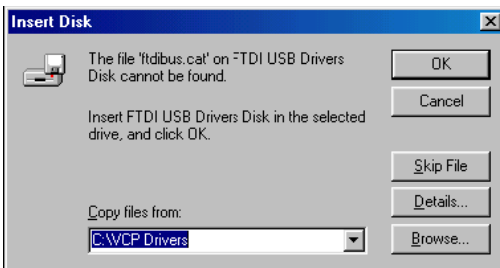 Insert Disk
The file 'ftdibus.cat' on FTDI USB Drivers
Disk cannot be found.
Insert FTDI USB Drivers Disk in the selected
drive, and click OK.
Copy files from:
C:\VCP Drivers
OK
Cancel
Skip File
Details...
Browse...